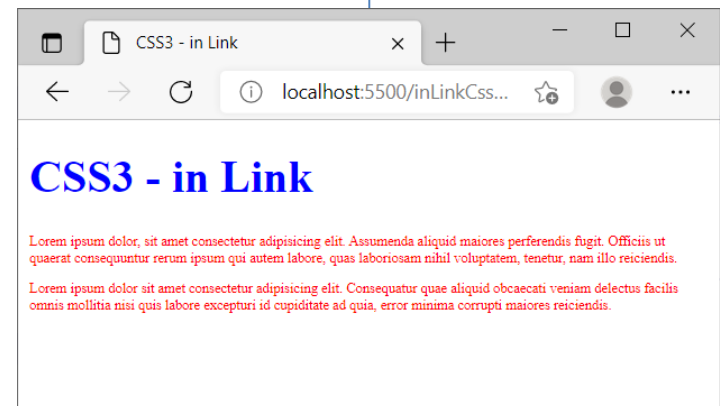 CSS3 - in Link
localhost:5500/inLinkCss...
CSS3 - in Link
Lorem ipsum dolor, sit amet consectetur adipisicing elit. Assumenda aliquid maiores perferendis fugit. Officiis ut
quaerat consequuntur rerum ipsum qui autem labore, quas laboriosam nihil voluptatem, tenetur, nam illo reiciendis.
Lorem ipsum dolor sit amet consectetur adipisicing elit. Consequatur quae aliquid obcaecati veniam delectus facilis
omnis mollitia nisi quis labore excepturi id cupiditate ad quia, error minima corrupti maiores reiciendis.